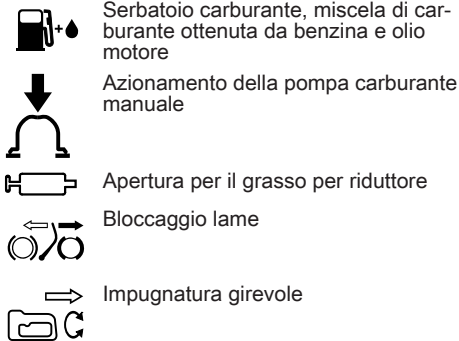 Serbatoio carburante, miscela di car-
burante ottenuta da benzina e olio
motore
Azionamento della pompa carburante
manuale
Apertura per il grasso per riduttore
Bloccaggio lame
Impugnatura girevole